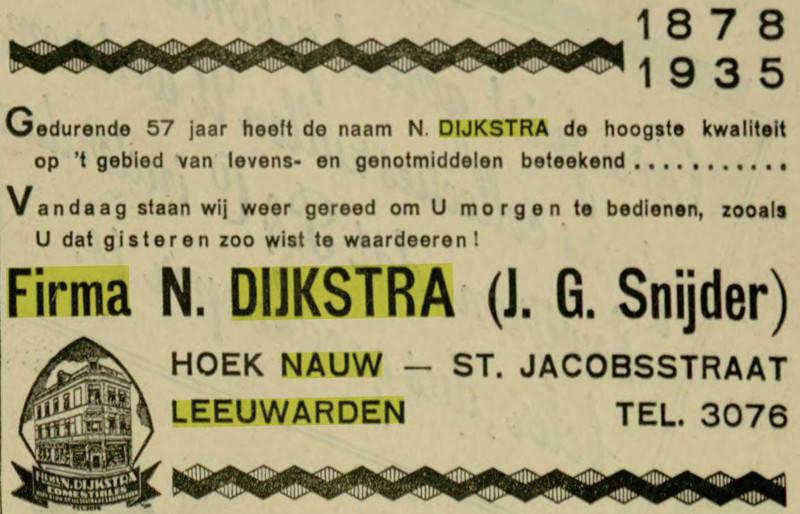 1878
1935
Gedurende 57 jaar heeft de naam N. DIJKSTRA de hoogste kwaliteit
op 't gebied van levens- en genotmiddelen beteekend . . . . . . . . . . .
Vandaag staan wij weer gereed om U morgen te bedienen, zooals
U dat gisteren zoo wist te waardeeren!
Firma N. DIJKSTRA (J. G. Snijder)
HOEK NAUW — ST. JACOBSSTRAAT
LEEUWARDEN TEL. 3076
FIRMA N. DIJKSTRA
COMESTIBLES
TEL. 3076